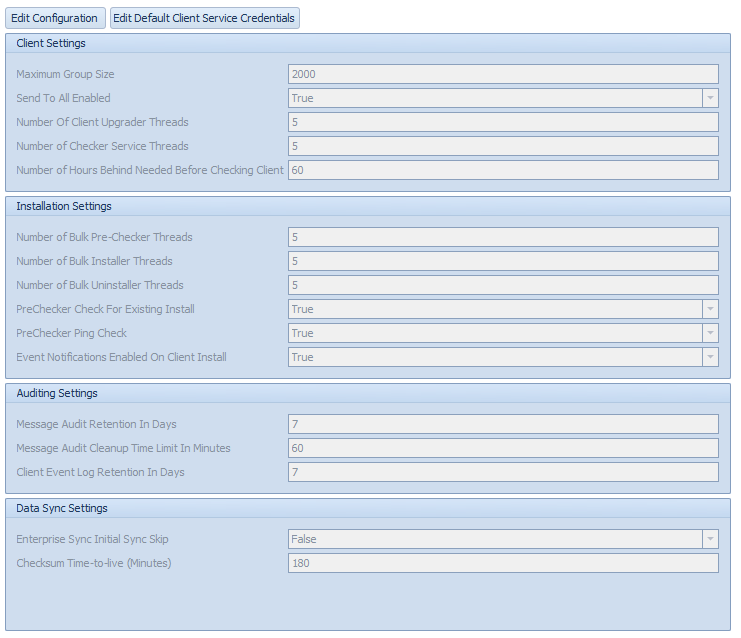 Edit Configuration Edit Default Client Service Credentials
Client Settings
Maximum Group Size 2000
Send To All Enabled True
Number Of Client Upgrader Threads 5
Number of Checker Service Threads 5
Number of Hours Behind Needed Before Checking Client 60
Installation Settings
Number of Bulk Pre-Checker Threads 5
Number of Bulk Installer Threads 5
Number of Bulk Uninstaller Threads 5
PreChecker Check For Existing Install True
PreChecker Ping Check True
Event Notifications Enabled On Client Install True
Auditing Settings
Message Audit Retention In Days 7
Message Audit Cleanup Time Limit In Minutes 60
Client Event Log Retention In Days 7
Data Sync Settings
Enterprise Sync Initial Sync Skip False
Checksum Time-to-live (Minutes) 180